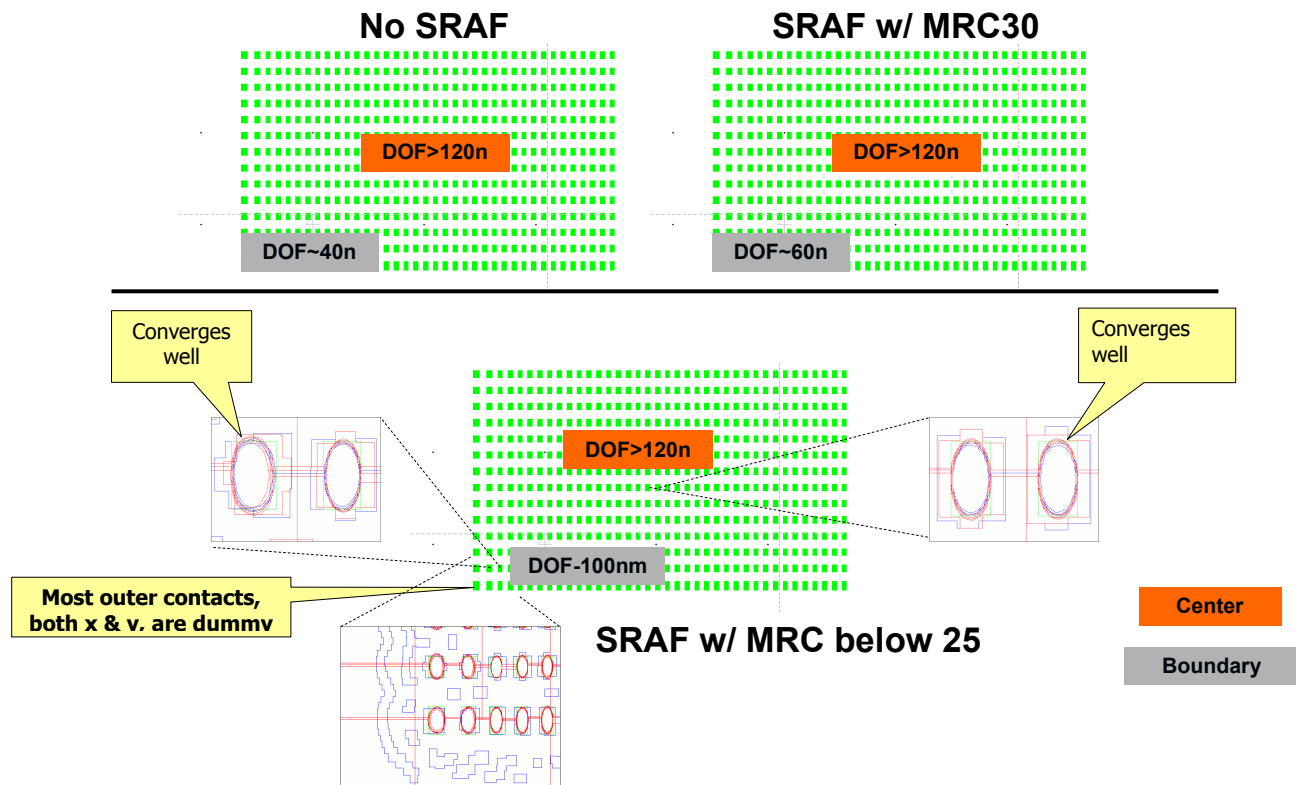 No SRAF
SRAF w/ MRC30
DOF>120n
DOF>120n
DOF~40n
DOF~60n
Converges
well
Converges
well
DOF>120n
DOF-100nm
Most outer contacts,
both x & y, are dummy
SRAF w/ MRC below 25
Center
Boundary